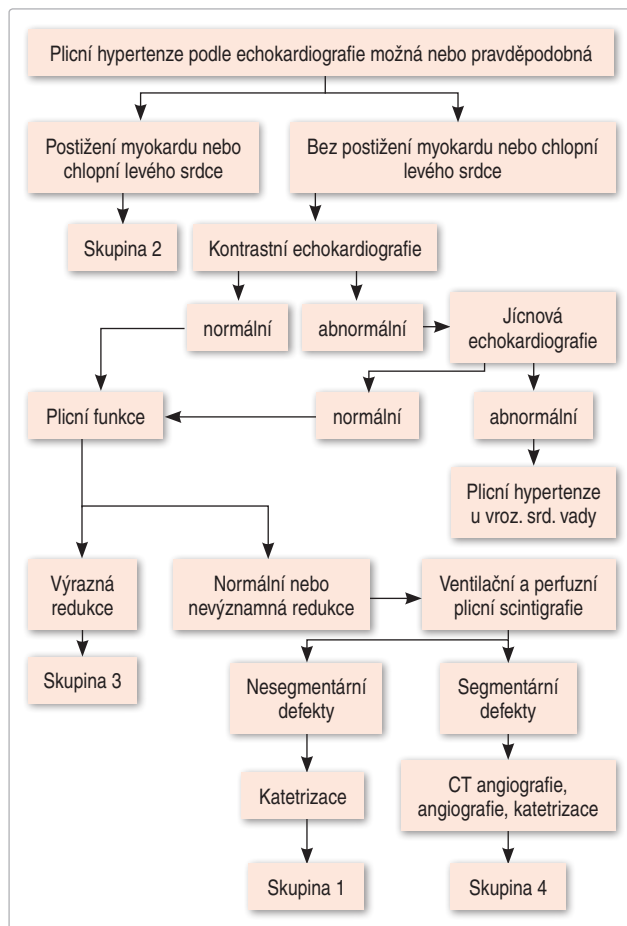 Plicní hypertenze podle echokardiografie možná nebo pravděpodobná
Postižení myokardu nebo
chlopní levého srdce
Bez postižení myokardu nebo chlopní
levého srdce
Skupina 2
Kontrastní echokardiografie
normální
abnormální
Jícnová
echokardiografie
Plicní funkce
normální
abnormální
Plicní hypertenze
u vroz. srd. vady
Výrazná
redukce
Normální nebo
nevýznamná redukce
Ventilační a perfuzní
plicní scintigrafie
Skupina 3
Nesegmentární
defekty
Segmentární
defekty
Katetrizace
CT angiografie,
angiografie, katetrizace
Skupina 1
Skupina 4